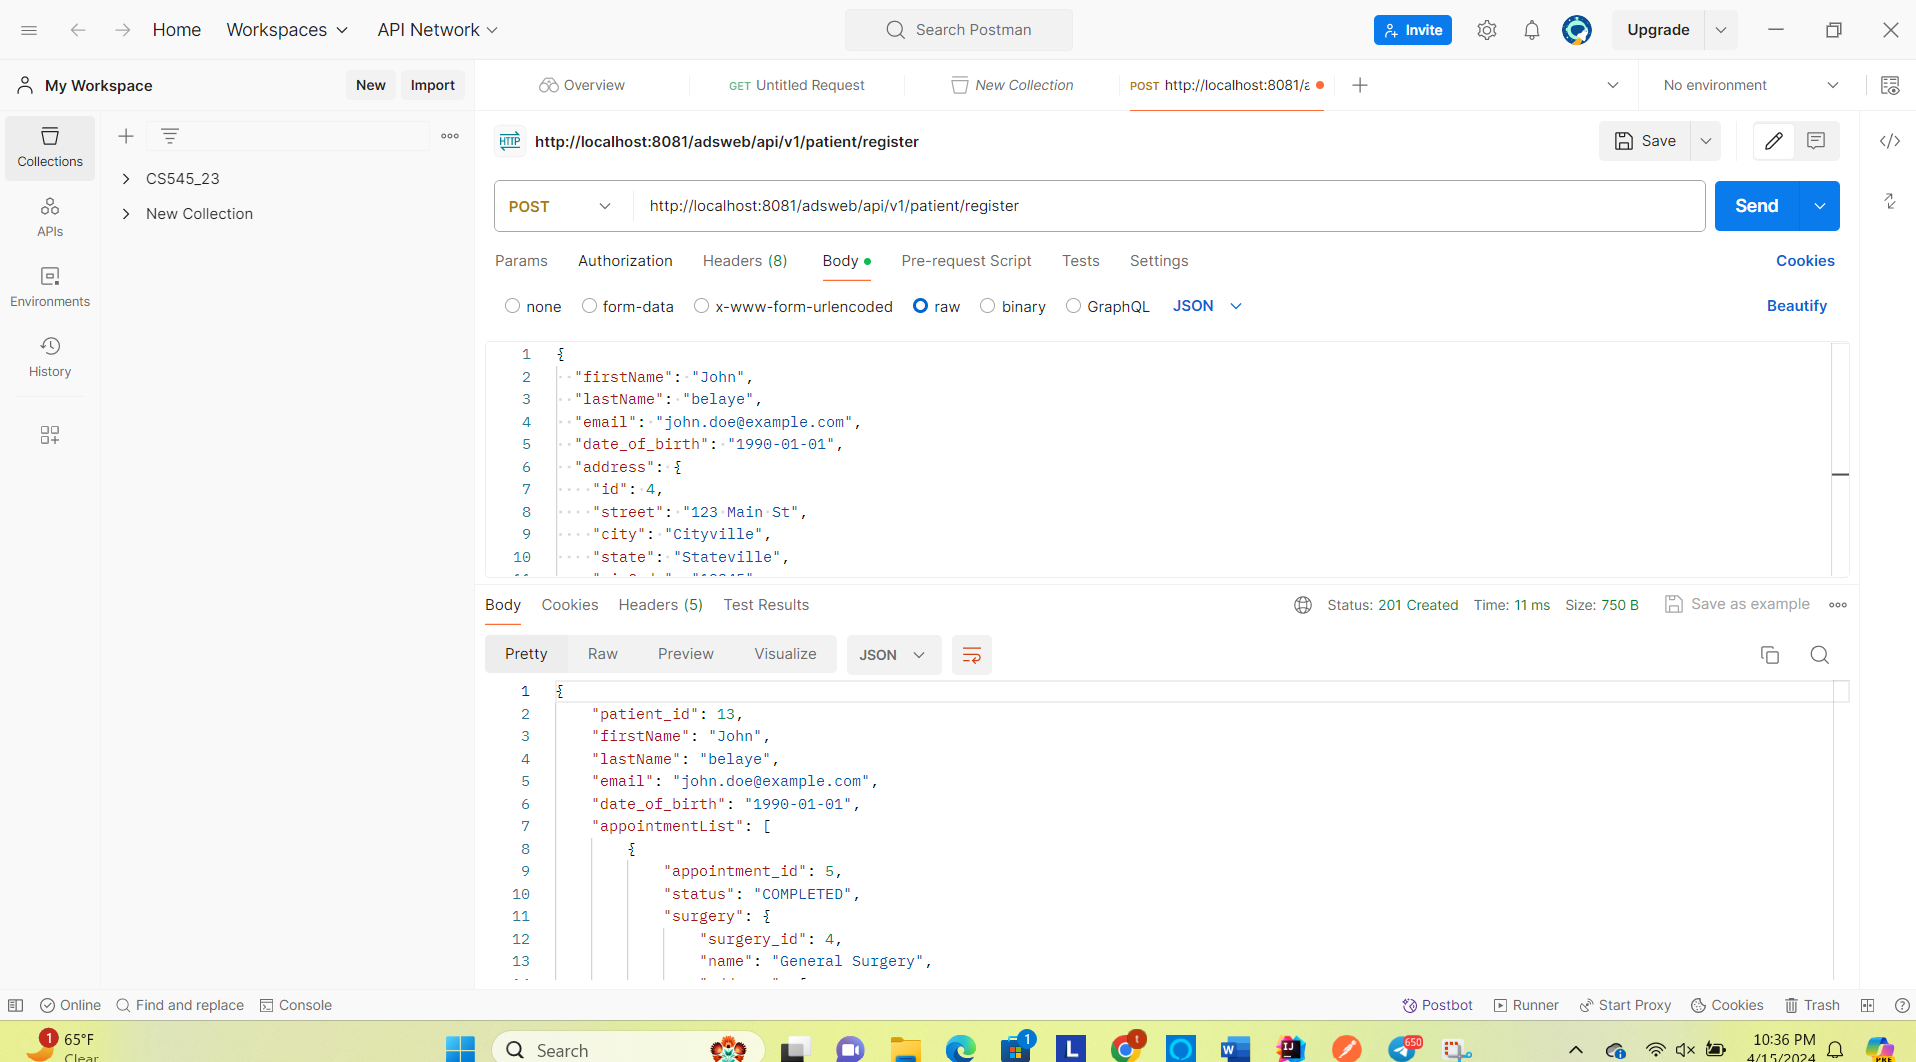 Home Workspaces API Network Search Postman Invite Upgrade
My Workspace New Import Overview GET Untitled Request New Collection POST http://localhost:8081/a No environment
Collections
APIs
Environments
History
CS545_23
New Collection
HTTP http://localhost:8081/adsweb/api/v1/patient/register Save
POST http://localhost:8081/adsweb/api/v1/patient/register Send
Params Authorization Headers (8) Body Pre-request Script Tests Settings Cookies
none form-data x-www-form-urlencoded raw binary GraphQL JSON Beautify
1 {
2 "firstName": "John",
3 "lastName": "belaye",
4 "email": "john.doe@example.com",
5 "date_of_birth": "1990-01-01",
6 "address": {
7 "id": 4,
8 "street": "123 Main St",
9 "city": "Cityville",
10 "state": "Stateville",
Body Cookies Headers (5) Test Results Status: 201 Created Time: 11 ms Size: 750 B Save as example
Pretty Raw Preview Visualize JSON
1 {
2 "patient_id": 13,
3 "firstName": "John",
4 "lastName": "belaye",
5 "email": "john.doe@example.com",
6 "date_of_birth": "1990-01-01",
7 "appointmentList": [
8 {
9 "appointment_id": 5,
10 "status": "COMPLETED",
11 "surgery": {
12 "surgery_id": 4,
13 "name": "General Surgery",
Online Find and replace Console Postbot Runner Start Proxy Cookies Trash
1 65°F
Clear
Search
1
L
t
W
IJ
650
10:36 PM
4/15/2024
PRE